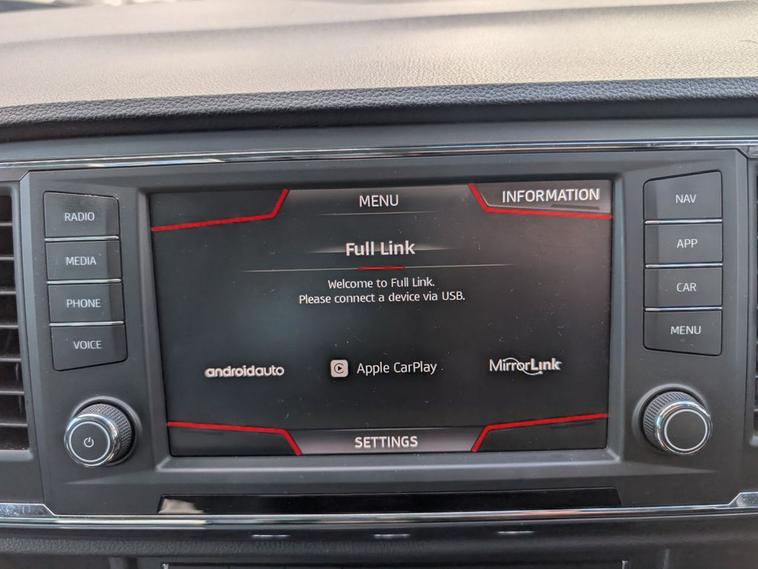 RADIO
MEDIA
PHONE
VOICE
MENU
INFORMATION
Full Link
Welcome to Full Link.
Please connect a device via USB.
androidauto
Apple CarPlay
MirrorLink
SETTINGS
NAV
APP
CAR
MENU